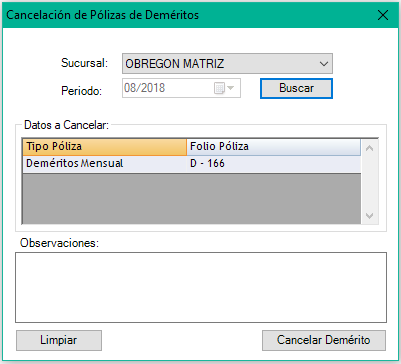 Cancelación de Pólizas de Deméritos
Sucursal: OBREGON MATRIZ
Periodo: 08/2018 Buscar
Datos a Cancelar:
Tipo Póliza Folio Póliza
Deméritos Mensual D - 166
Observaciones:
Limpiar Cancelar Demérito